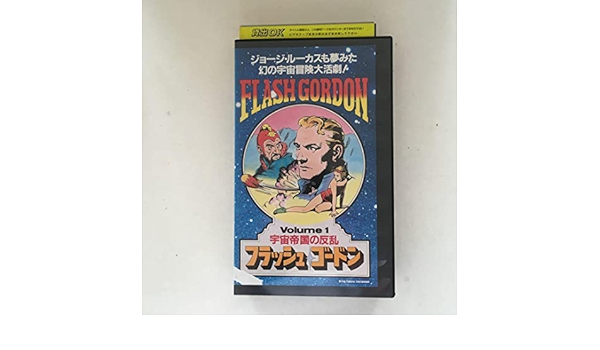 貸出OK
ジョージ・ルーカスも夢みた
幻の宇宙冒険大活劇!
FLASH GORDON
Volume 1
宇宙帝国の反乱
フラッシュ ゴードン